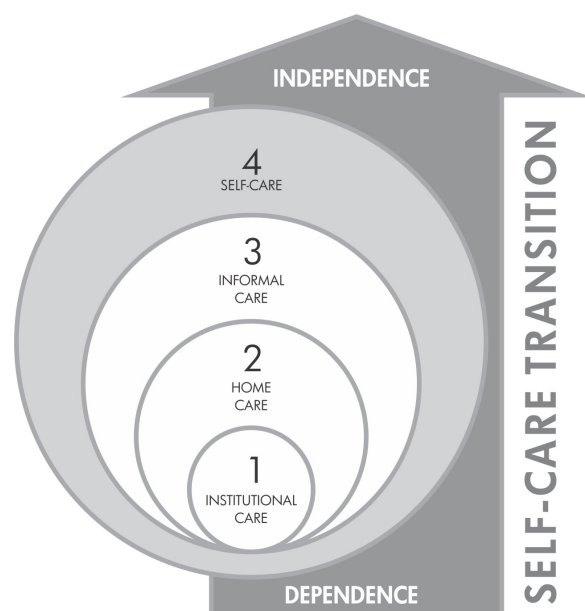 INDEPENDENCE
4
SELF-CARE
3
INFORMAL
CARE
2
HOME
CARE
1
INSTITUTIONAL
CARE
DEPENDENCE
SELF-CARE TRANSITION